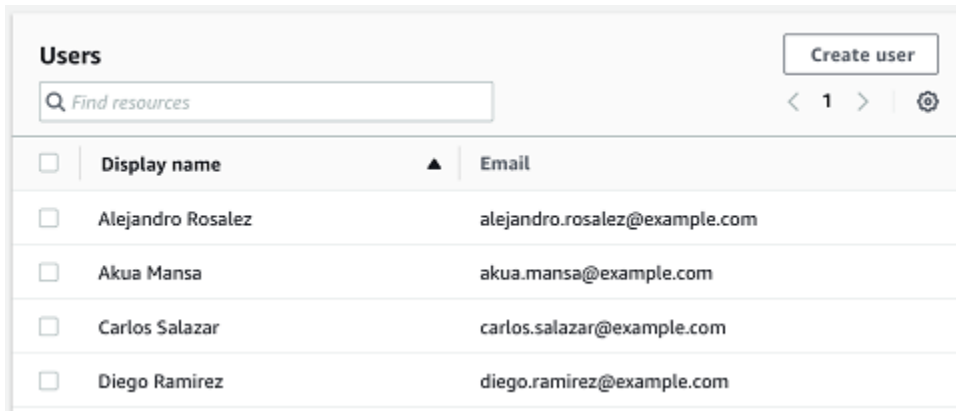 Users
Create user
Find resources
1
Display name Email
Alejandro Rosalez alejandro.rosalez@example.com
Akua Mansa akua.mansa@example.com
Carlos Salazar carlos.salazar@example.com
Diego Ramirez diego.ramirez@example.com